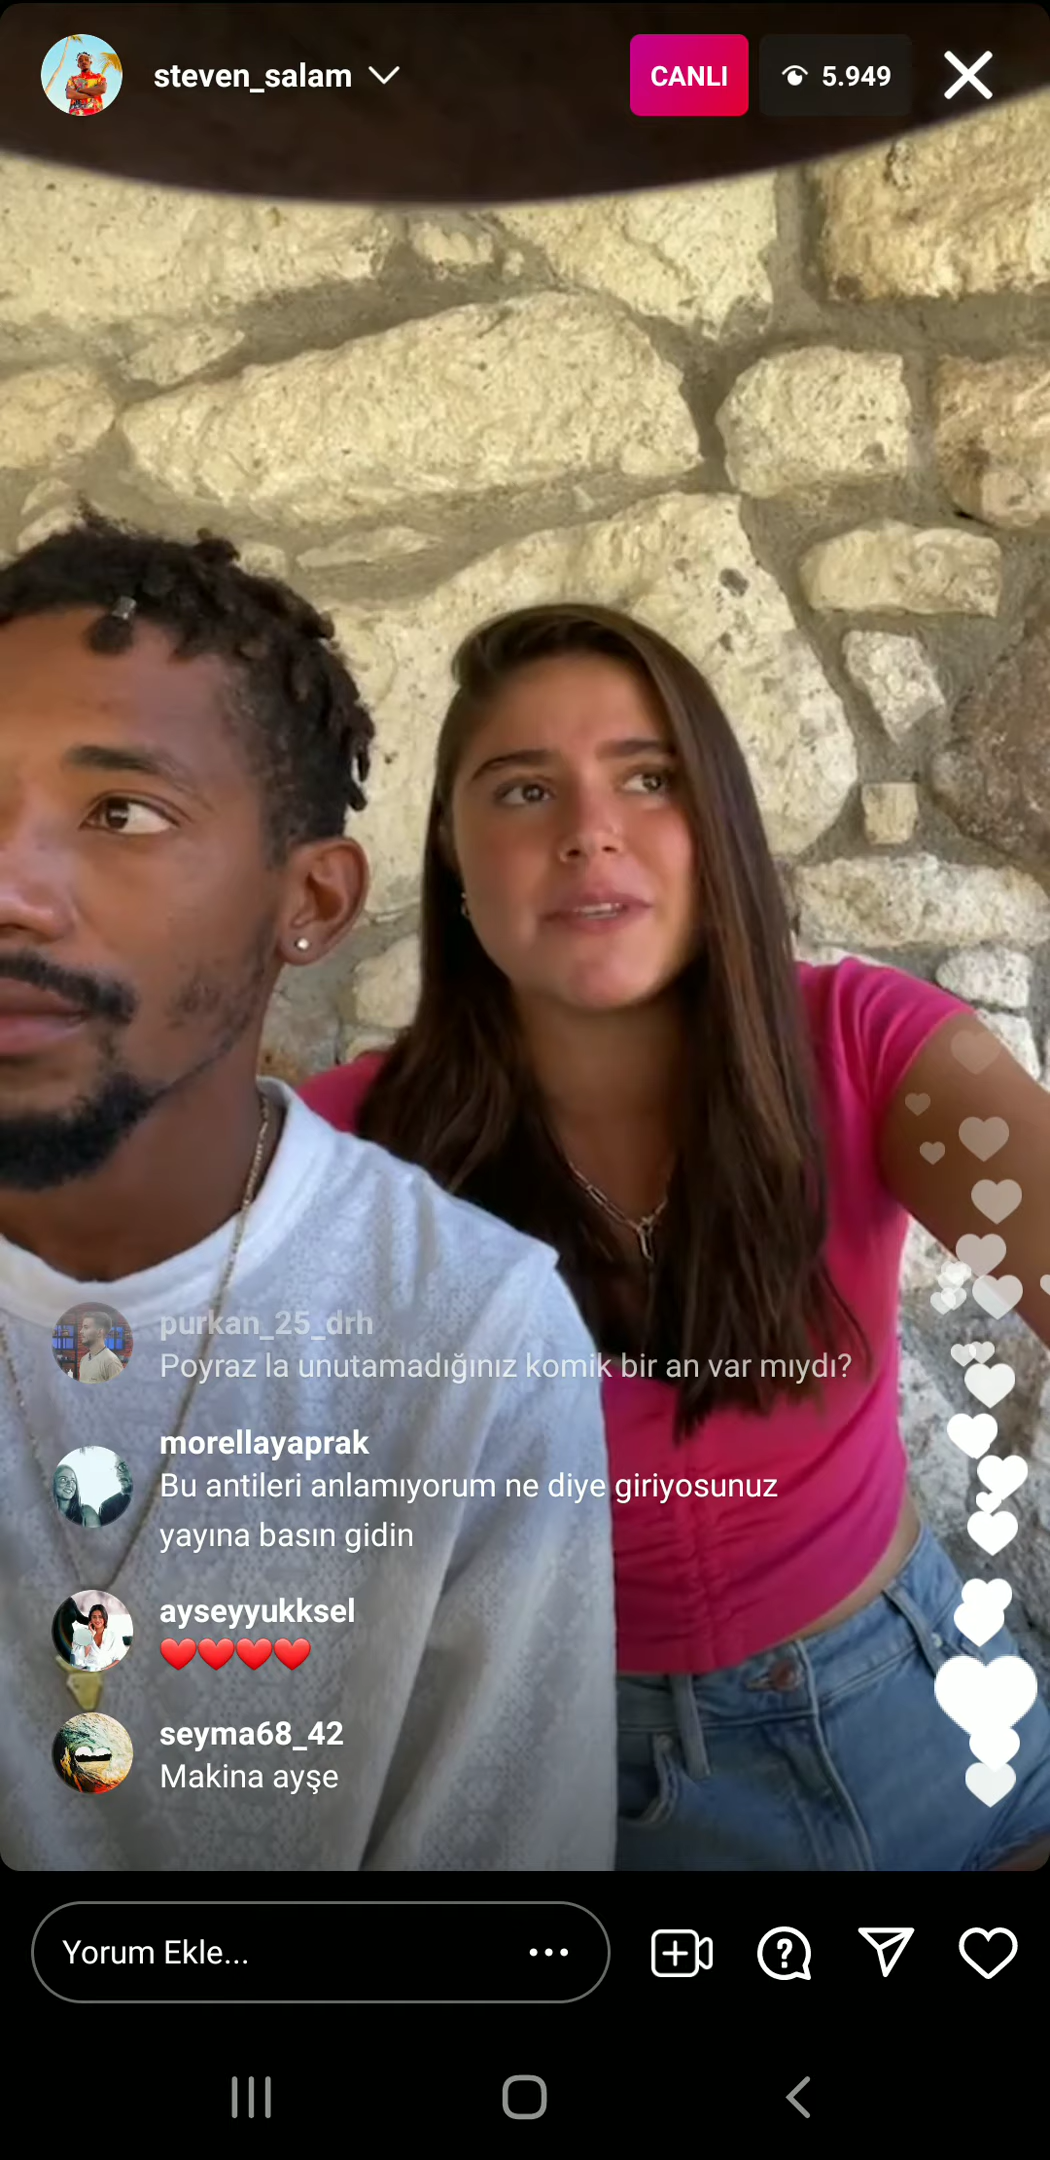 steven_salam
CANLI
5.949
purkan_25_drh
Poyraz la unutamadığınız komik bir an var mıydı?
morellayaprak
Bu antileri anlamıyorum ne diye giriyosunuz
yayına basın gidin
ayseyyukksel
❤️❤️❤️❤️
seyma68_42
Makina ayşe
Yorum Ekle...